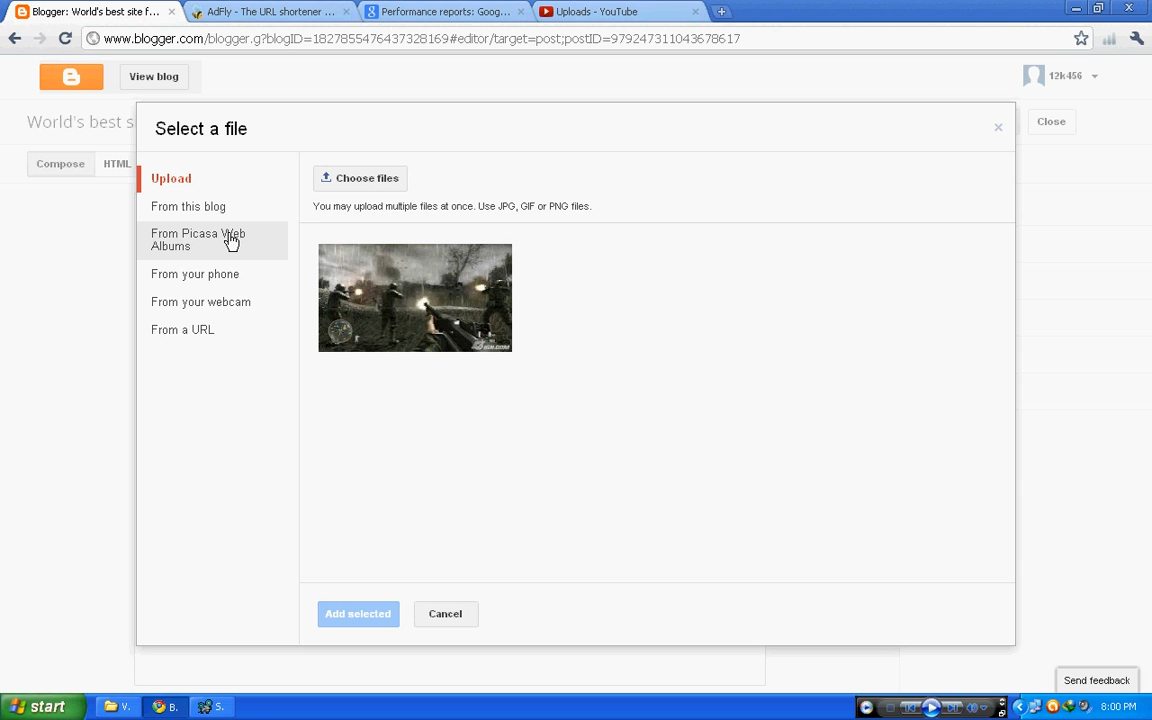 Blogger: World's best site f...
AdFly - The URL shortener ...
Performance reports: Goog...
Uploads - YouTube
www.blogger.com/blogger.g?blogID=1827855476437328169#editor/target=post;postID=979247311043678617
View blog
12k456
World's best si
Close
Compose
HTML
Select a file
Upload
From this blog
From Picasa Web
Albums
From your phone
From your webcam
From a URL
Choose files
You may upload multiple files at once. Use JPG, GIF or PNG files.
Add selected
Cancel
Send feedback
start
V.
B.
S.
8:00 PM